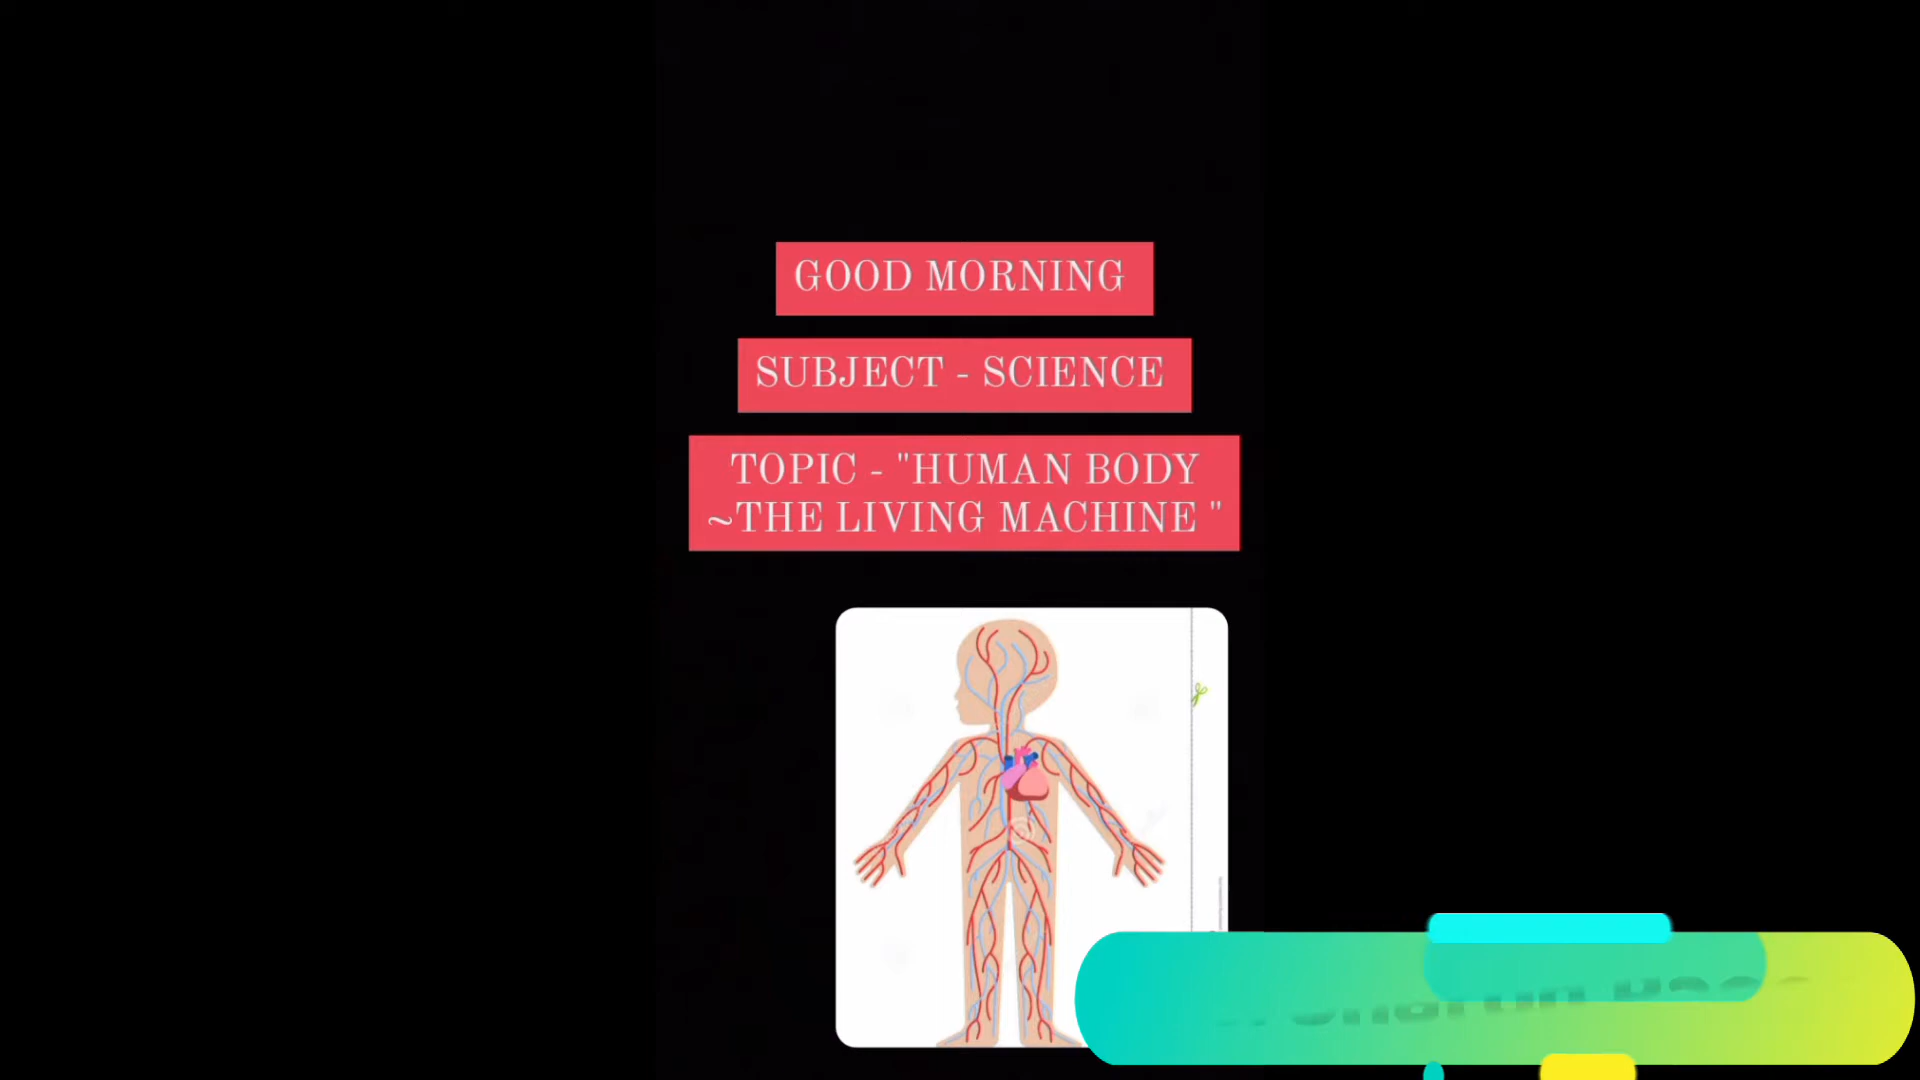 GOOD MORNING
SUBJECT - SCIENCE
TOPIC - "HUMAN BODY
~THE LIVING MACHINE "